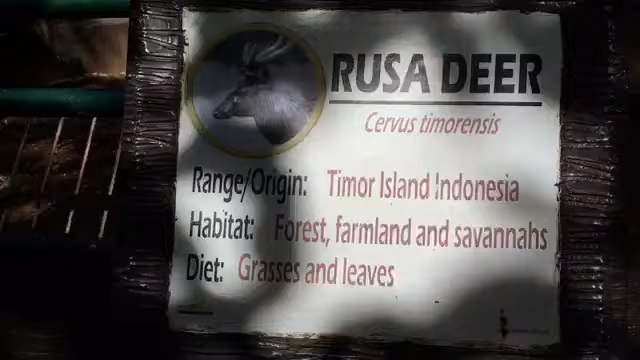 RUSA DEER
Cervus timorensis
Range/Origin: Timor Island Indonesia
Habitat: Forest, farmland and savannahs
Diet: Grasses and leaves